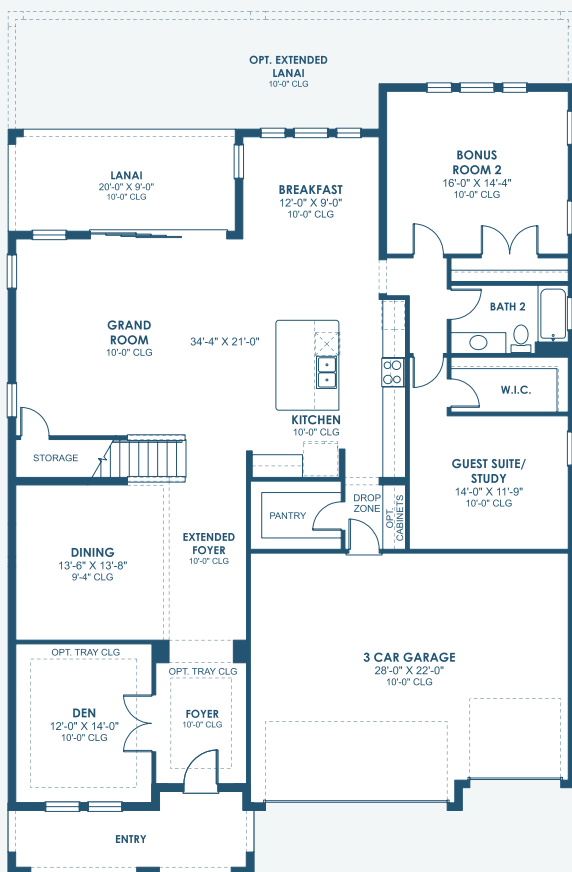 OPT. EXTENDED
LANAI
10'-0" CLG
LANAI
20'-0" X 9'-0"
10'-0" CLG
BREAKFAST
12'-0" X 9'-0"
10'-0" CLG
BONUS
ROOM 2
16'-0" X 14'-4"
10'-0" CLG
BATH 2
GRAND
ROOM
10'-0" CLG
34'-4" X 21'-0"
W.I.C.
KITCHEN
10'-0" CLG
STORAGE
GUEST SUITE/
STUDY
14'-0" X 11'-9"
10'-0" CLG
PANTRY
DROP
ZONE
OPT.
CABINETS
DINING
13'-6" X 13'-8"
9'-4" CLG
EXTENDED
FOYER
10'-0" CLG
OPT. TRAY CLG
OPT. TRAY CLG
3 CAR GARAGE
28'-0" X 22'-0"
10'-0" CLG
DEN
12'-0" X 14'-0"
10'-0" CLG
FOYER
10'-0" CLG
ENTRY